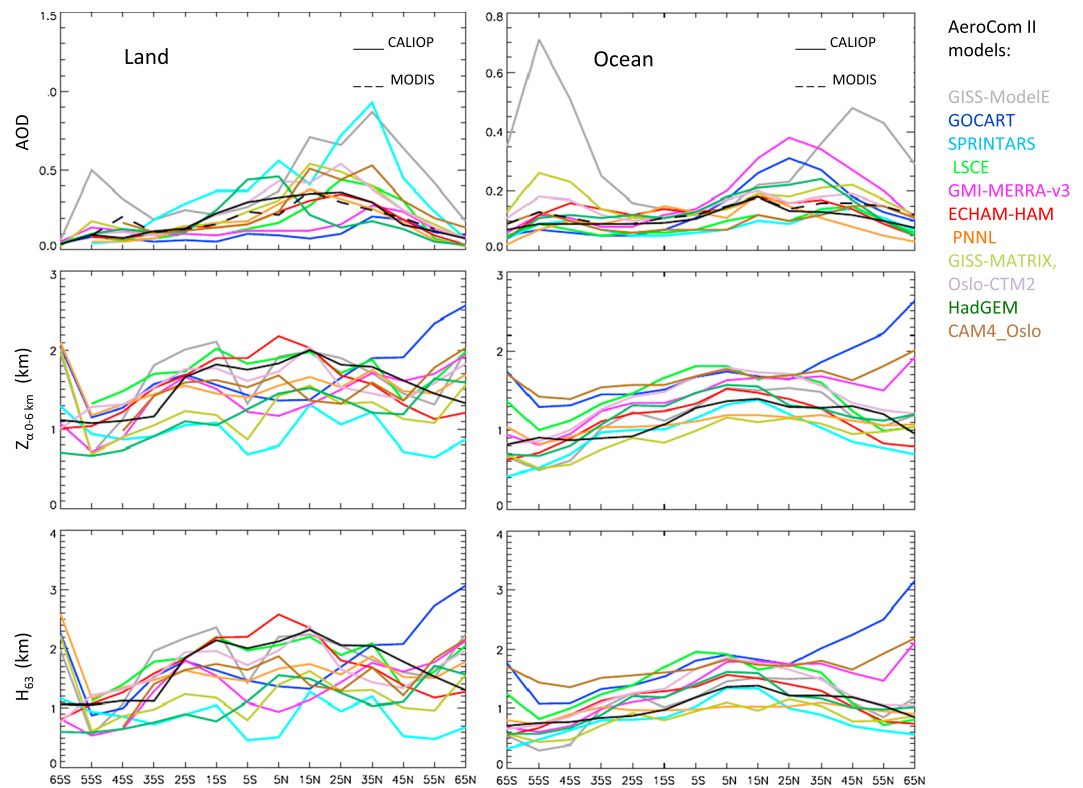 1.5
Land
CALIOP
MODIS
.0
AOD
0.5
0.0
0.8
Ocean
CALIOP
MODIS
0.6
0.4
0.2
0.0
AeroCom II
models:
GISS-ModelE
GOCART
SPRINTARS
LSCE
GMI-MERRA-v3
ECHAM-HAM
PNNL
GISS-MATRIX,
Oslo-CTM2
HadGEM
CAM4_Oslo
3
2
Zα 0-6 km (km)
1
0
3
2
1
0
4
3
H63 (km)
2
1
0
65S 55S 45S 35S 25S 15S 5S 5N 15N 25N 35N 45N 55N 65N
4
3
2
1
0
65S 55S 45S 35S 25S 15S 5S 5N 15N 25N 35N 45N 55N 65N